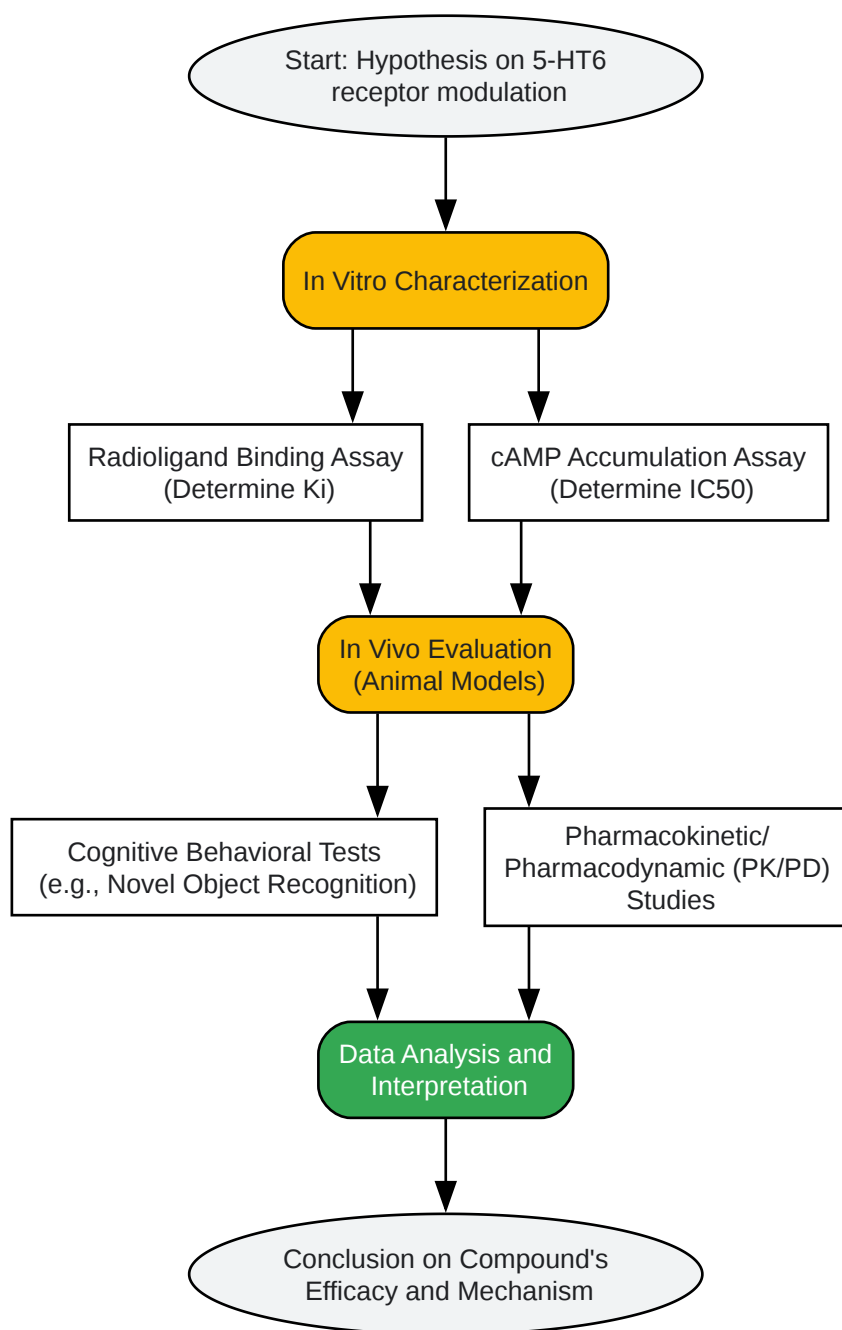 Start: Hypothesis on 5-HT6
receptor modulation
In Vitro Characterization
Radioligand Binding Assay
(Determine Ki)
cAMP Accumulation Assay
(Determine IC50)
In Vivo Evaluation
(Animal Models)
Cognitive Behavioral Tests
(e.g., Novel Object Recognition)
Pharmacokinetic/
Pharmacodynamic (PK/PD)
Studies
Data Analysis and
Interpretation
Conclusion on Compound's
Efficacy and Mechanism